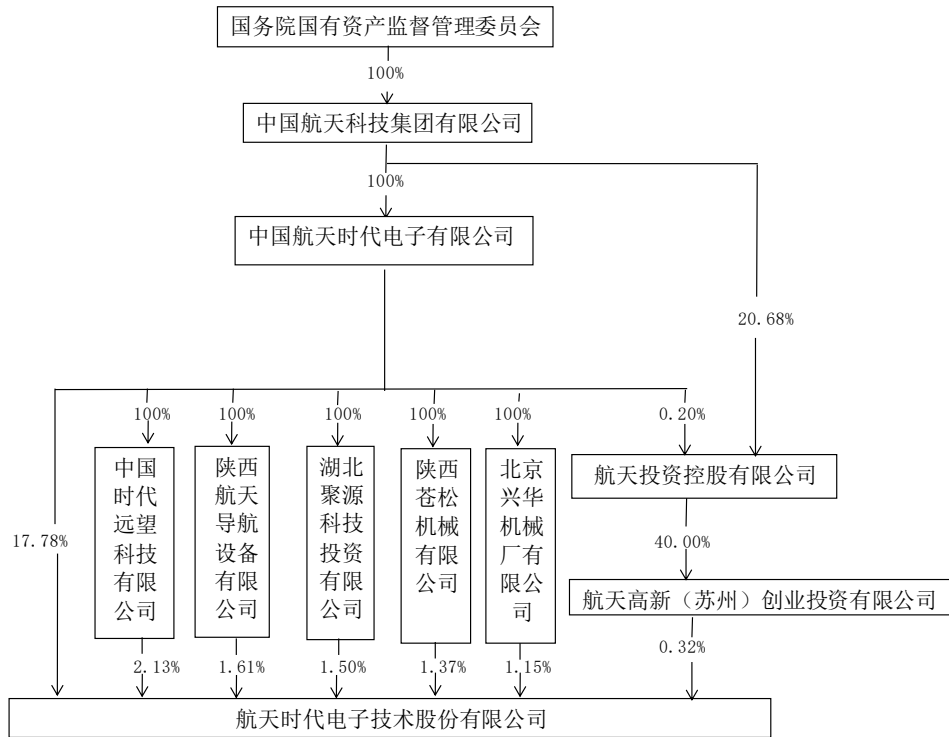 国务院国有资产监督管理委员会
100%
中国航天科技集团有限公司
100%
中国航天时代电子有限公司
20.68%
100%
100%
100%
100%
100%
0.20%
中国
时代
远望
科技
有限
公司
陕西
航天
导航
设备
有限
公司
湖北
聚源
科技
投资
有限
公司
陕西
苍松
机械
有限
公司
北京
兴华
机械
厂有
限公
司
航天投资控股有限公司
17.78%
40.00%
航天高新（苏州）创业投资有限公司
2.13%
1.61%
1.50%
1.37%
1.15%
0.32%
航天时代电子技术股份有限公司